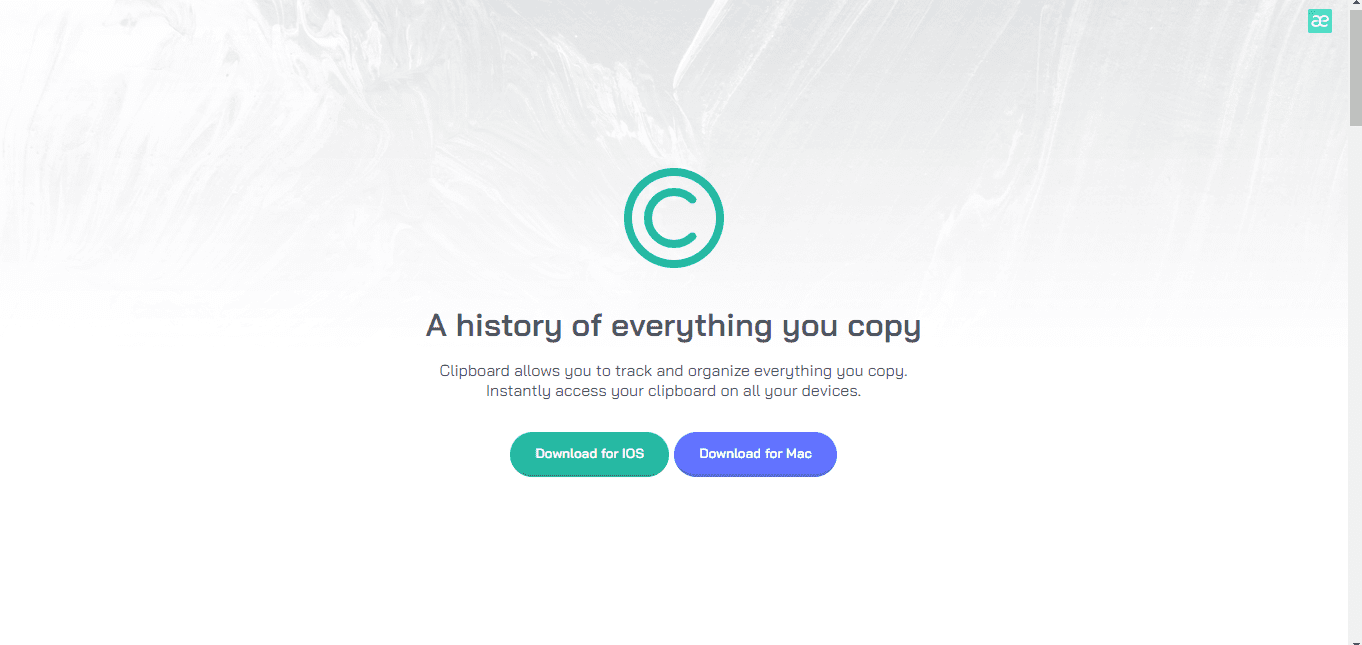 æ
C
A history of everything you copy
Clipboard allows you to track and organize everything you copy.
Instantly access your clipboard on all your devices.
Download for IOS
Download for Mac